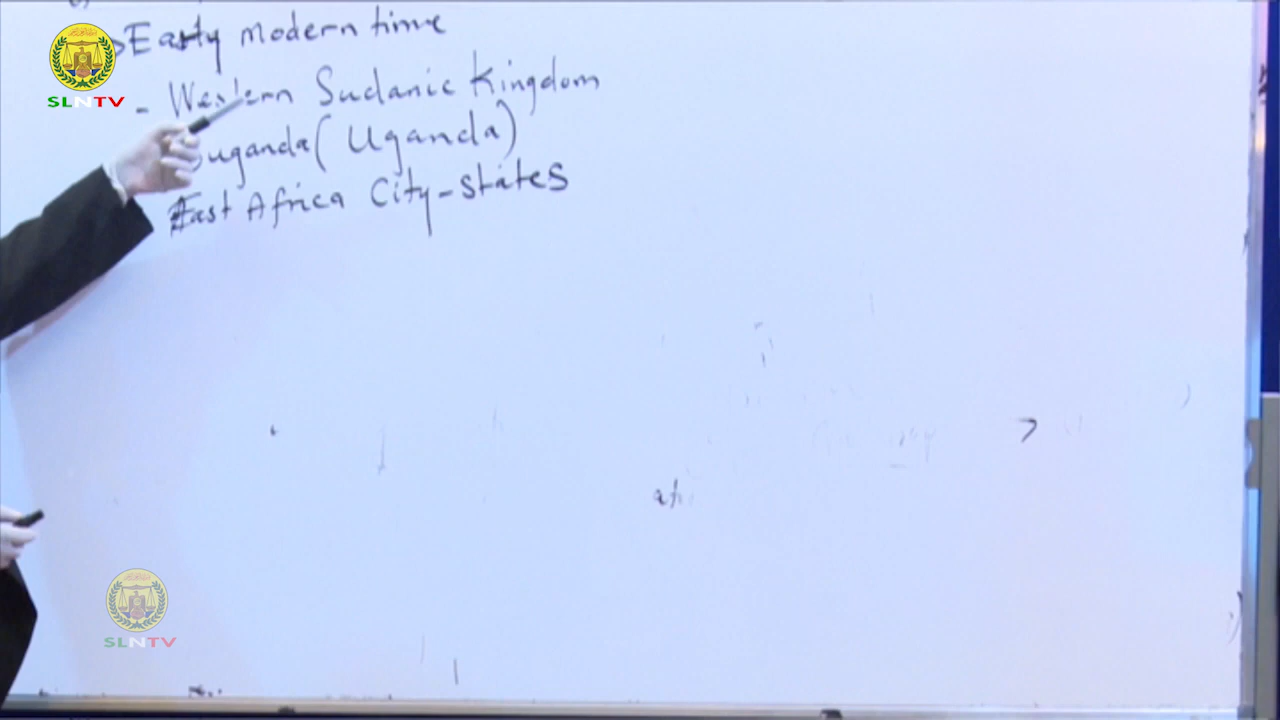 SLNTV
Early modern time
- Western Sudanic Kingdom
Buganda (Uganda)
East Africa City-states
SLNTV